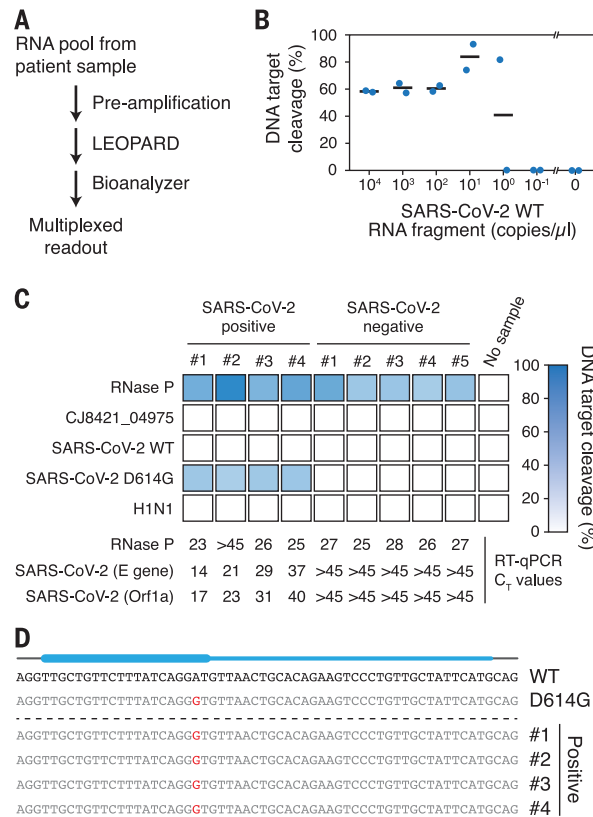 A
RNA pool from
patient sample
Pre-amplification
LEOPARD
Bioanalyzer
Multiplexed
readout
B
DNA target
cleavage (%)
100
80
60
40
20
0
10⁴ 10³ 10² 10¹ 10⁰ 10⁻¹ 0
SARS-CoV-2 WT
RNA fragment (copies/µl)
C
SARS-CoV-2
positive
SARS-CoV-2
negative
No sample
#1 #2 #3 #4 #1 #2 #3 #4 #5
RNase P
CJ8421_04975
SARS-CoV-2 WT
SARS-CoV-2 D614G
H1N1
100
80
60
40
20
0
DNA target cleavage (%)
RNase P 23 >45 26 25 27 25 28 26 27
SARS-CoV-2 (E gene) 14 21 29 37 >45 >45 >45 >45 >45
SARS-CoV-2 (Orf1a) 17 23 31 40 >45 >45 >45 >45 >45
RT-qPCR
C_T values
D
AGGTTGCTGTTCTTTATCAGGATGTTAACTGCACAGAAGTCCCTGTTGCTATTCATGCAG WT
AGGTTGCTGTTCTTTATCAGGGTGTTAACTGCACAGAAGTCCCTGTTGCTATTCATGCAG D614G
AGGTTGCTGTTCTTTATCAGGGTGTTAACTGCACAGAAGTCCCTGTTGCTATTCATGCAG #1
AGGTTGCTGTTCTTTATCAGGGTGTTAACTGCACAGAAGTCCCTGTTGCTATTCATGCAG #2
AGGTTGCTGTTCTTTATCAGGGTGTTAACTGCACAGAAGTCCCTGTTGCTATTCATGCAG #3
AGGTTGCTGTTCTTTATCAGGGTGTTAACTGCACAGAAGTCCCTGTTGCTATTCATGCAG #4
Positive